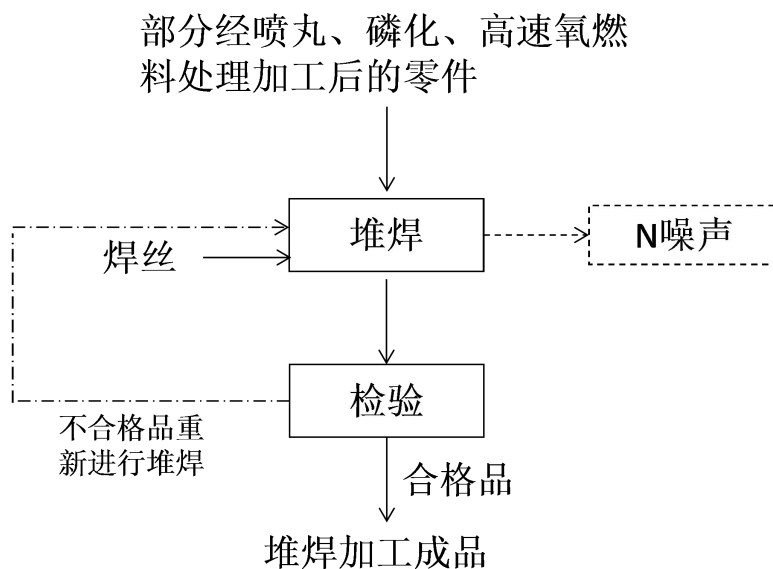 部分经喷丸、磷化、高速氧燃
料处理加工后的零件
堆焊
N噪声
焊丝
检验
不合格品重
新进行堆焊
合格品
堆焊加工成品